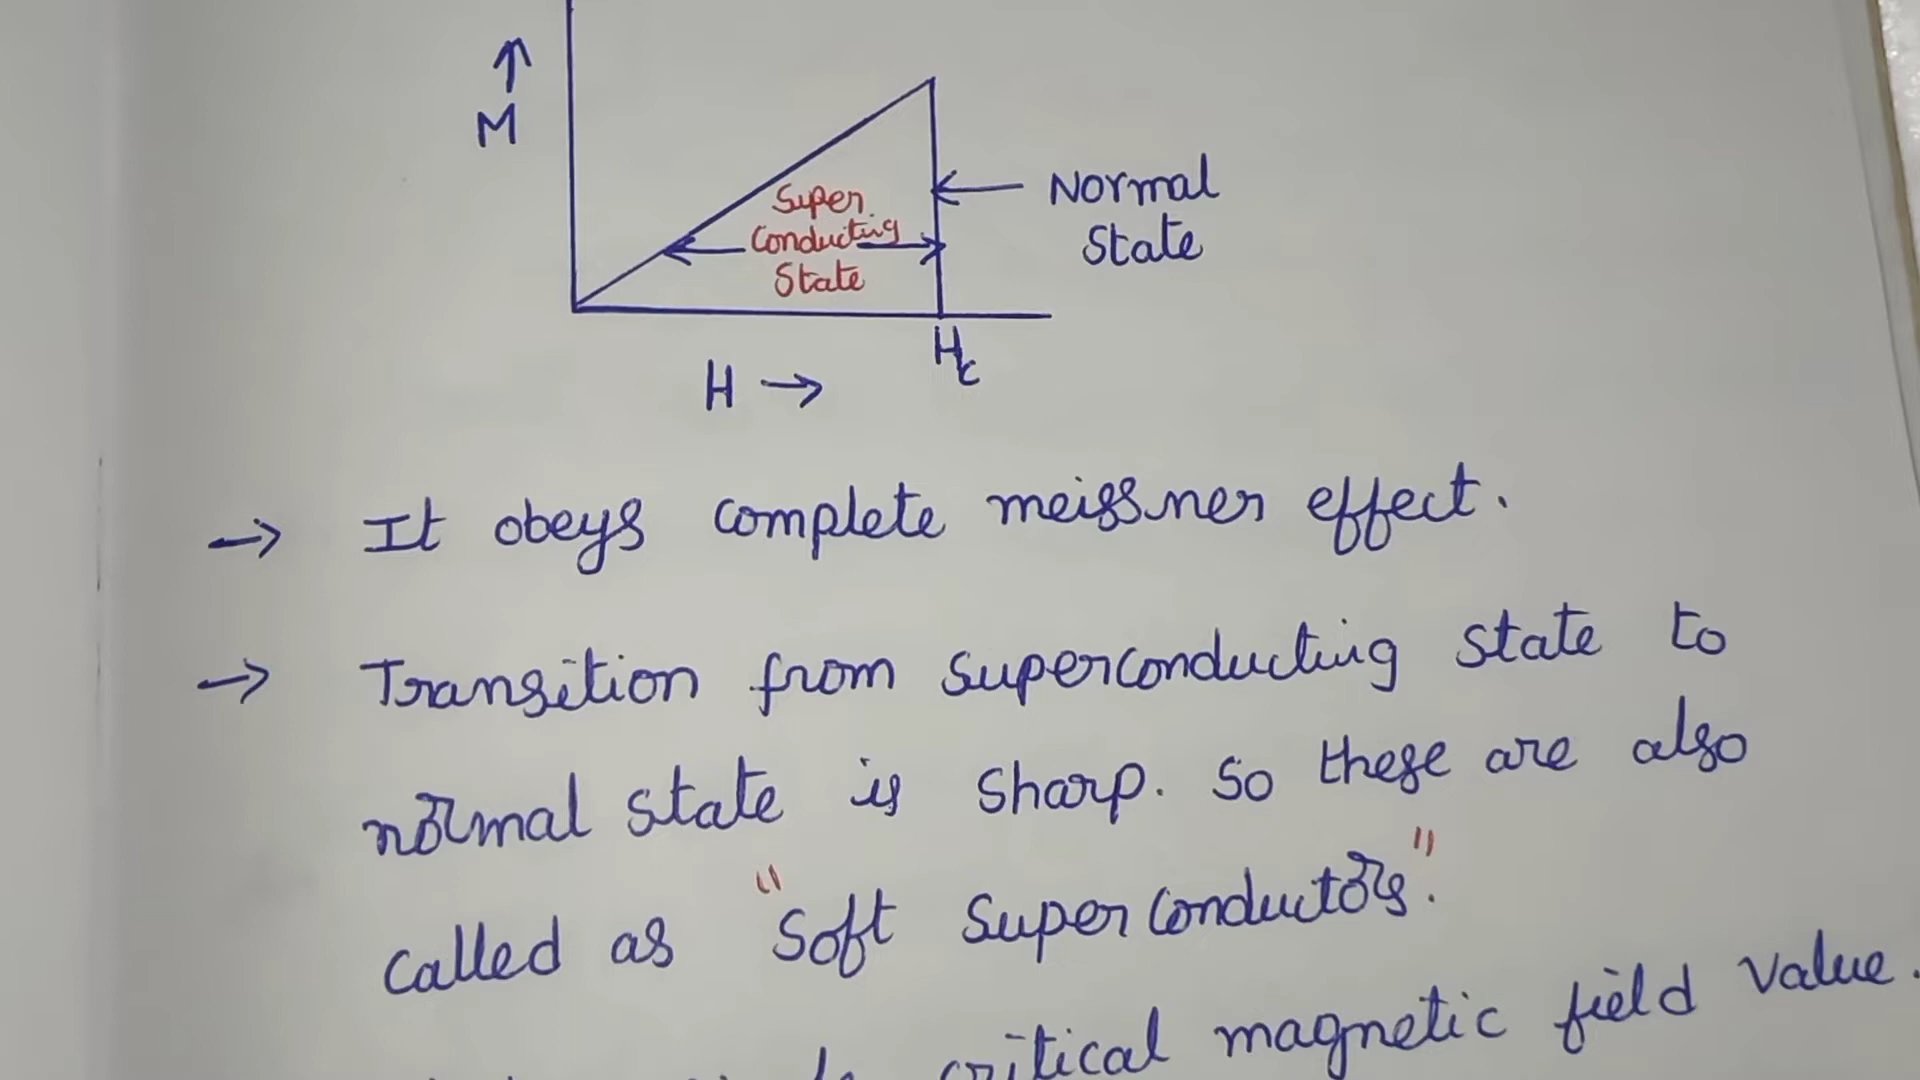 ↑
M
Super
Conducting
State
Normal
State
Hc
H →
→ It obeys complete meissner effect.
→ Transition from superconducting state to
normal state is sharp. So these are also
called as "Soft Superconductors".
critical magnetic field value.